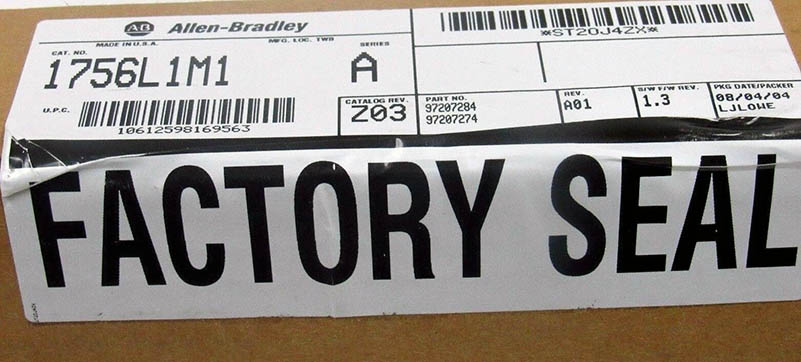 AB Allen-Bradley
MADE IN U.S.A.
MFG. LOC. TWB
CAT. NO.
SERIES
1756L1M1
A
U.P.C.
10612598169563
CATALOG REV.
Z03
*ST20J4ZX*
PART NO.
97207284
97207274
REV.
A01
S/W F/W REV.
1.3
PKG DATE/PACKER
08/04/04
LJLOWE
FACTORY SEAL